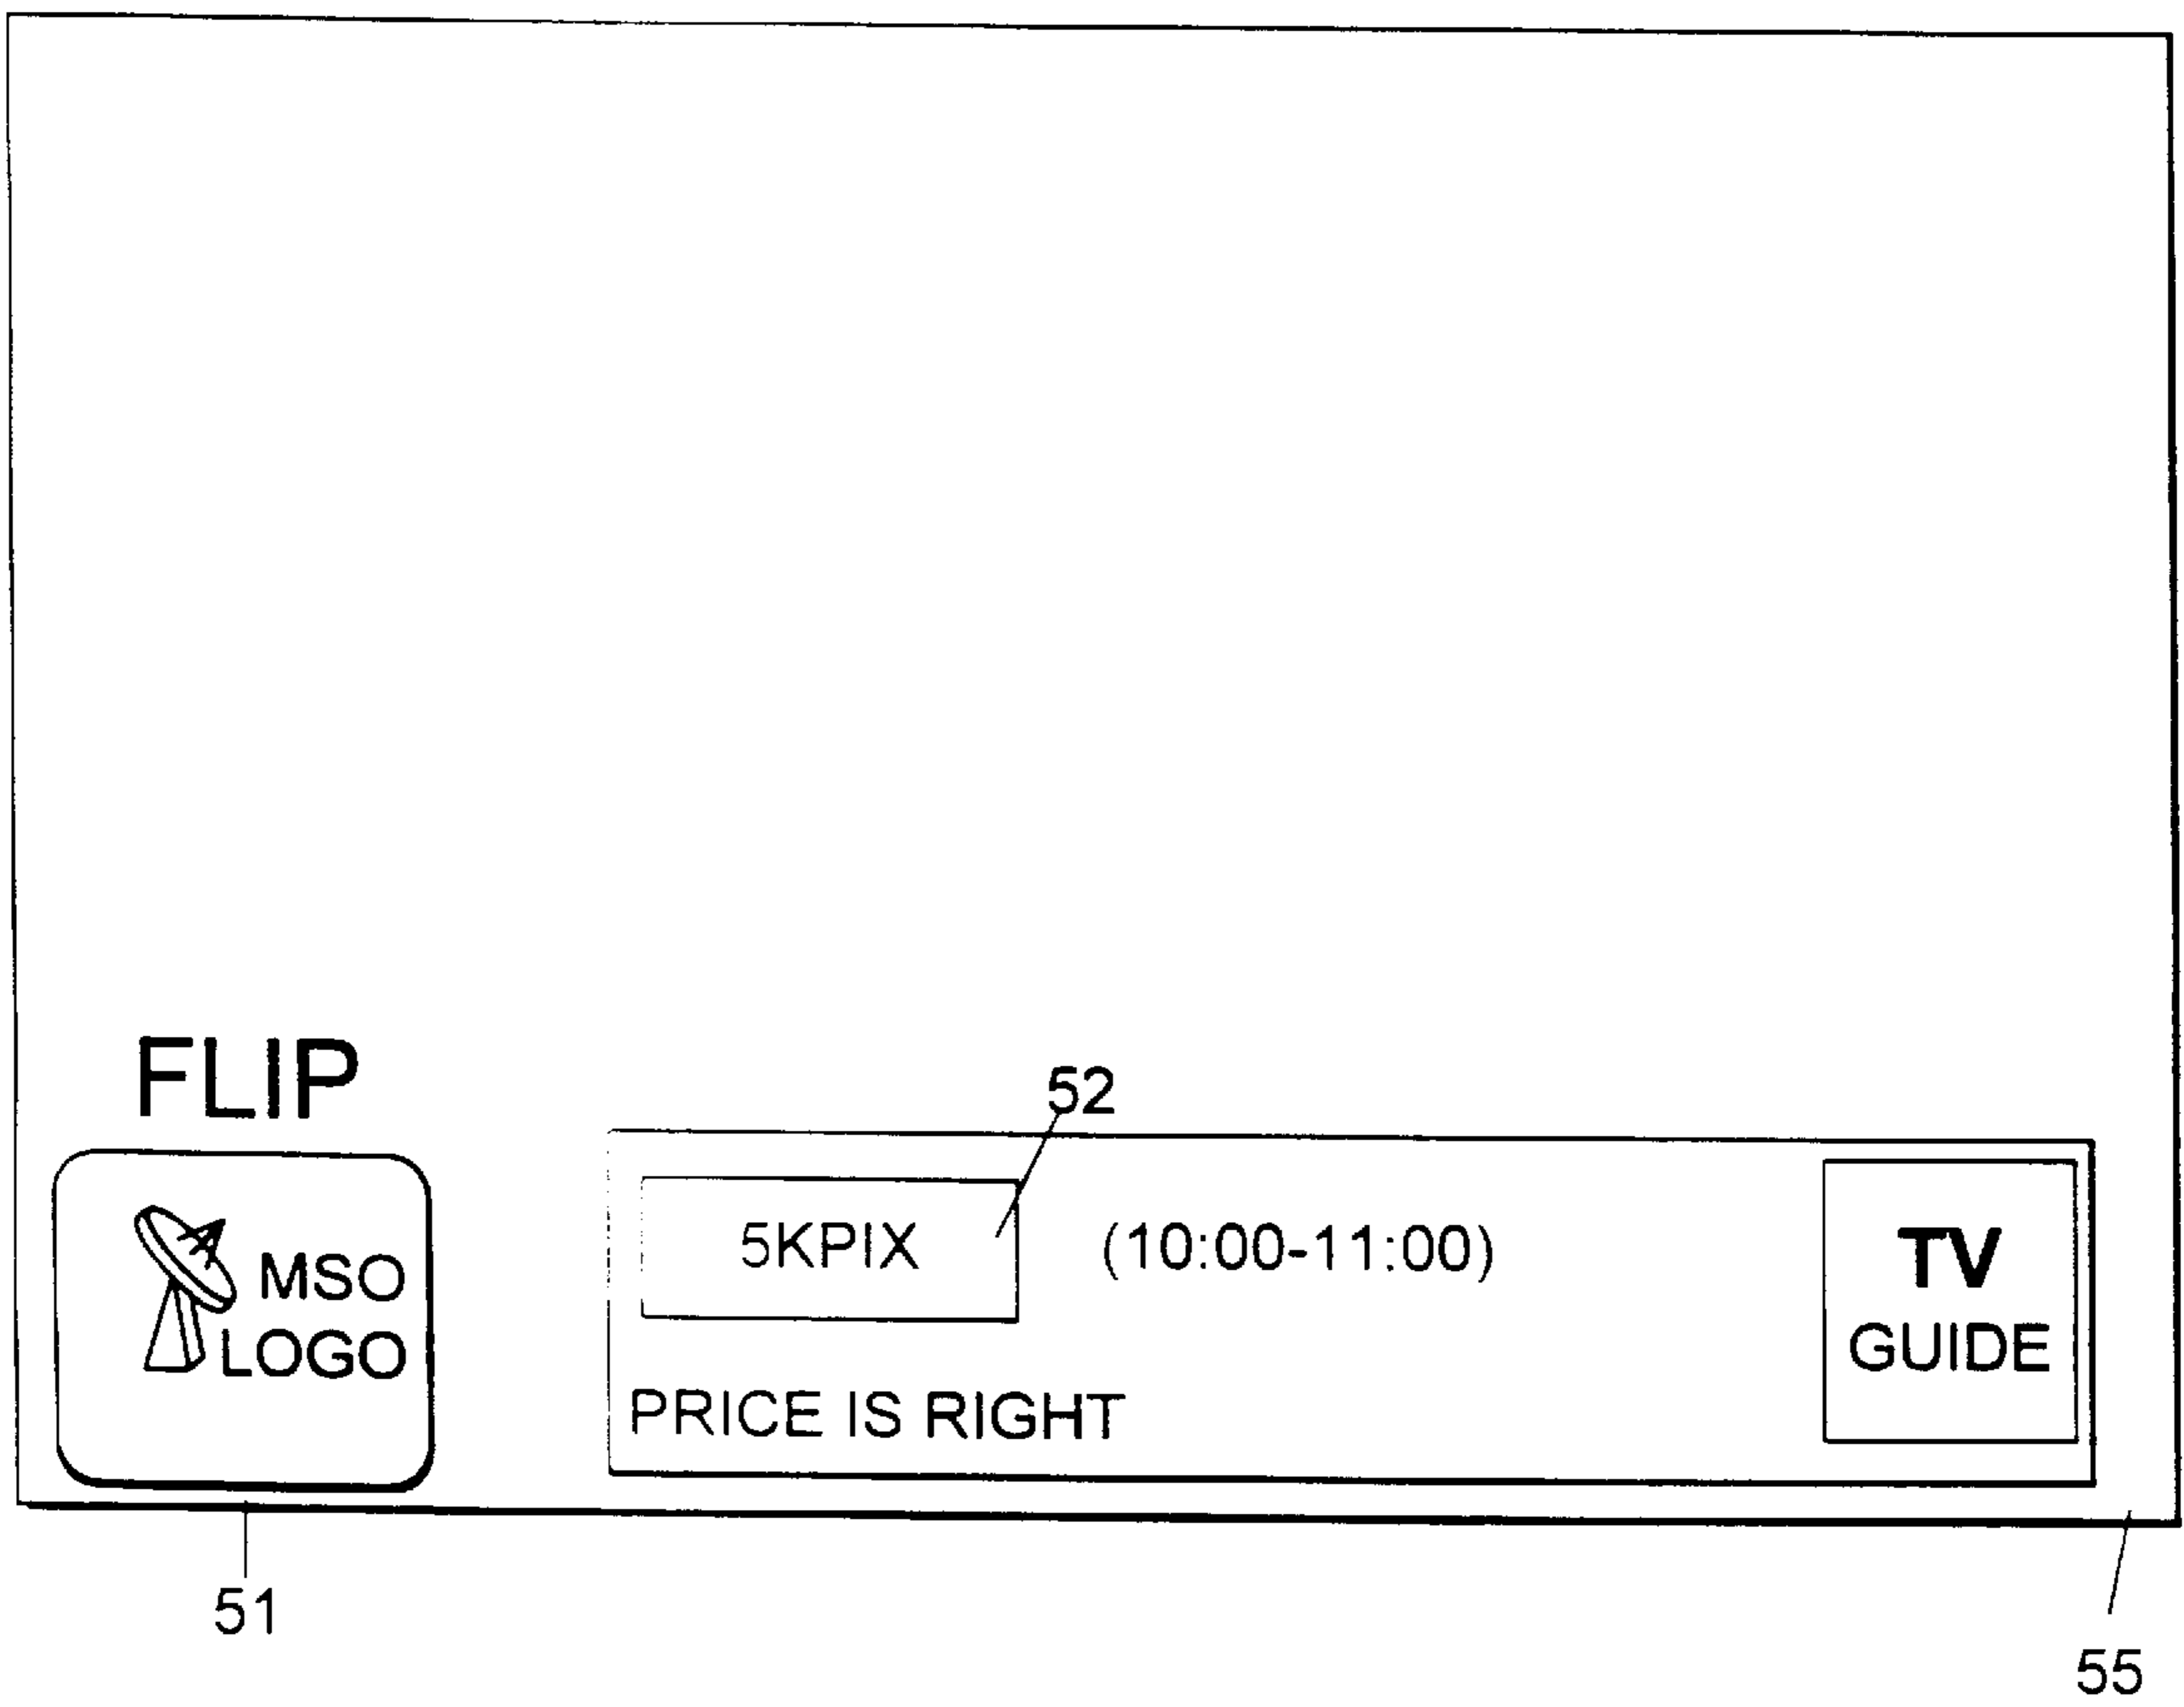 FLIP
52
5KPIX
(10:00-11:00)
TV
GUIDE
MSO
LOGO
PRICE IS RIGHT
51
55